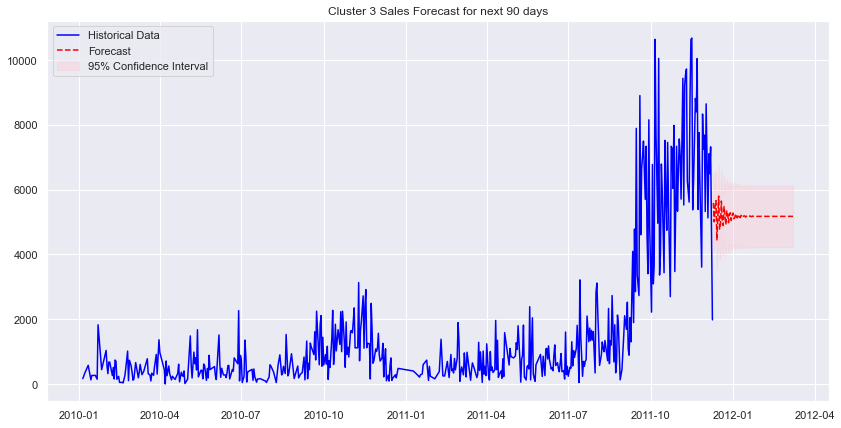 Cluster 3 Sales Forecast for next 90 days
Historical Data
Forecast
95% Confidence Interval
10000
8000
6000
4000
2000
0
2010-01 2010-04 2010-07 2010-10 2011-01 2011-04 2011-07 2011-10 2012-01 2012-04